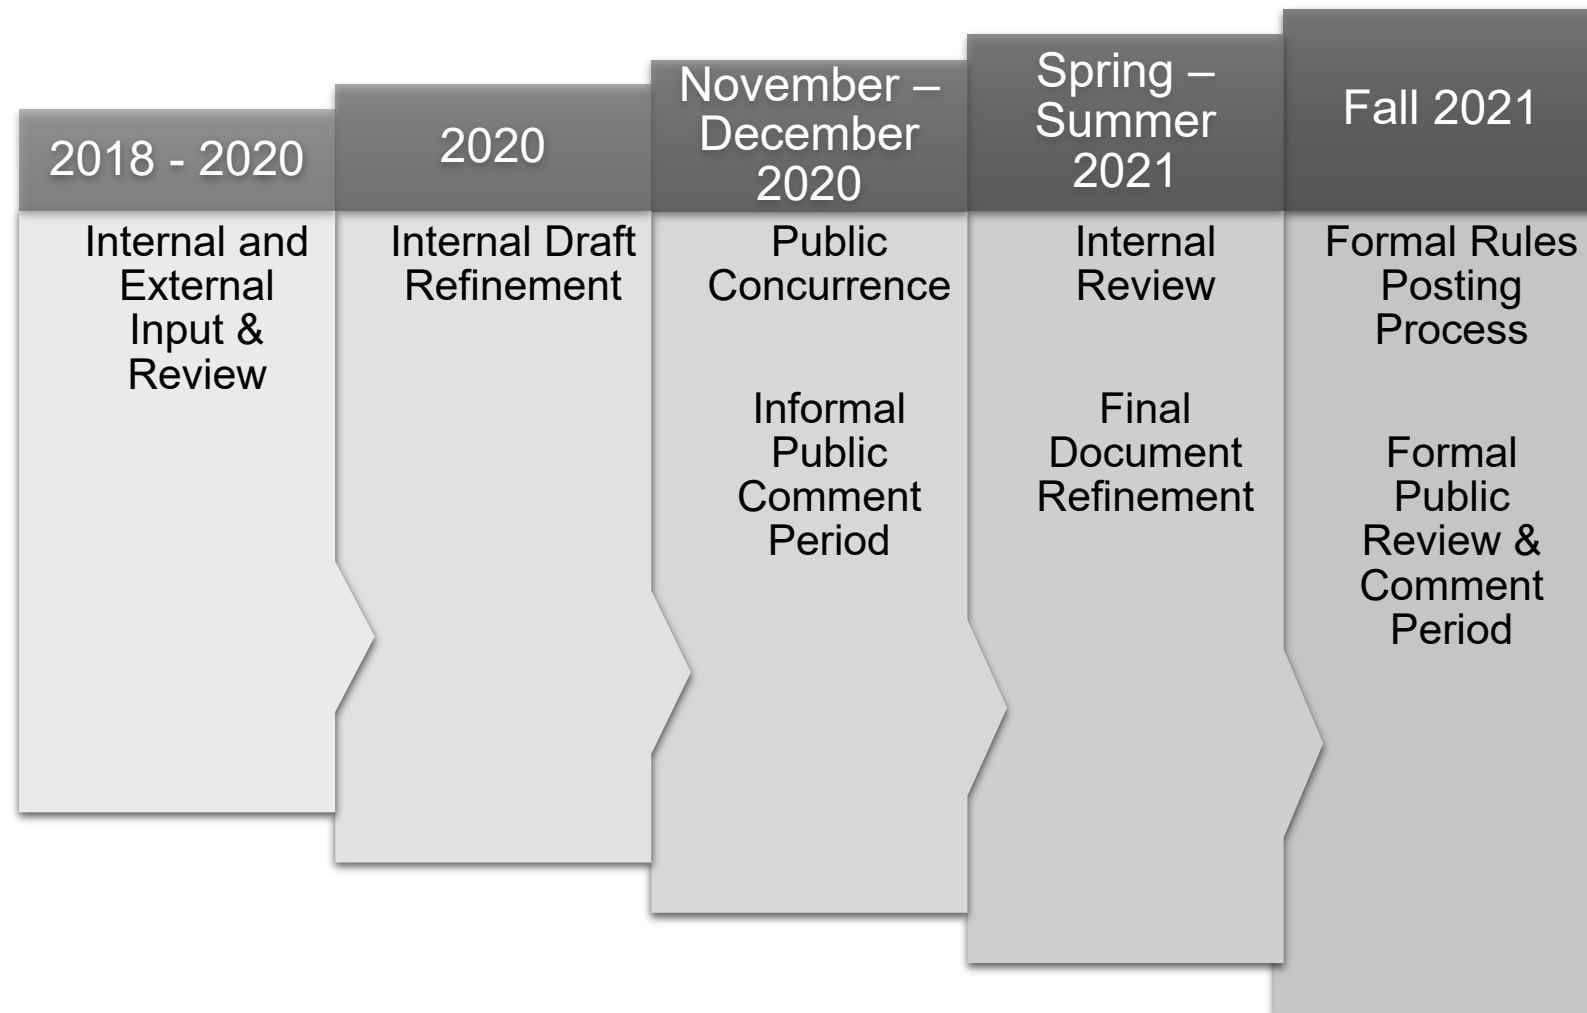 2018 - 2020
Internal and
External
Input &
Review
2020
Internal Draft
Refinement
November –
December
2020
Public
Concurrence
Informal
Public
Comment
Period
Spring –
Summer
2021
Internal
Review
Final
Document
Refinement
Fall 2021
Formal Rules
Posting
Process
Formal
Public
Review &
Comment
Period